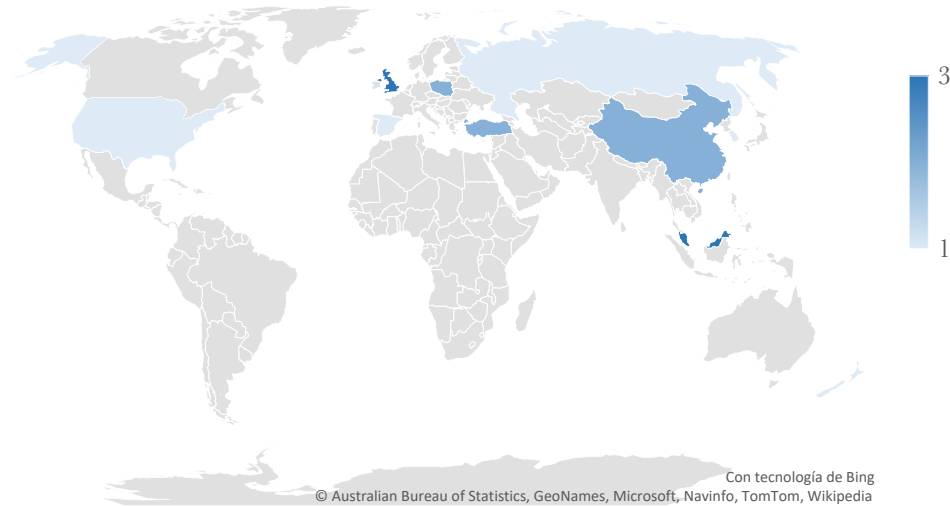 3
1
Con tecnología de Bing
© Australian Bureau of Statistics, GeoNames, Microsoft, Navinfo, TomTom, Wikipedia